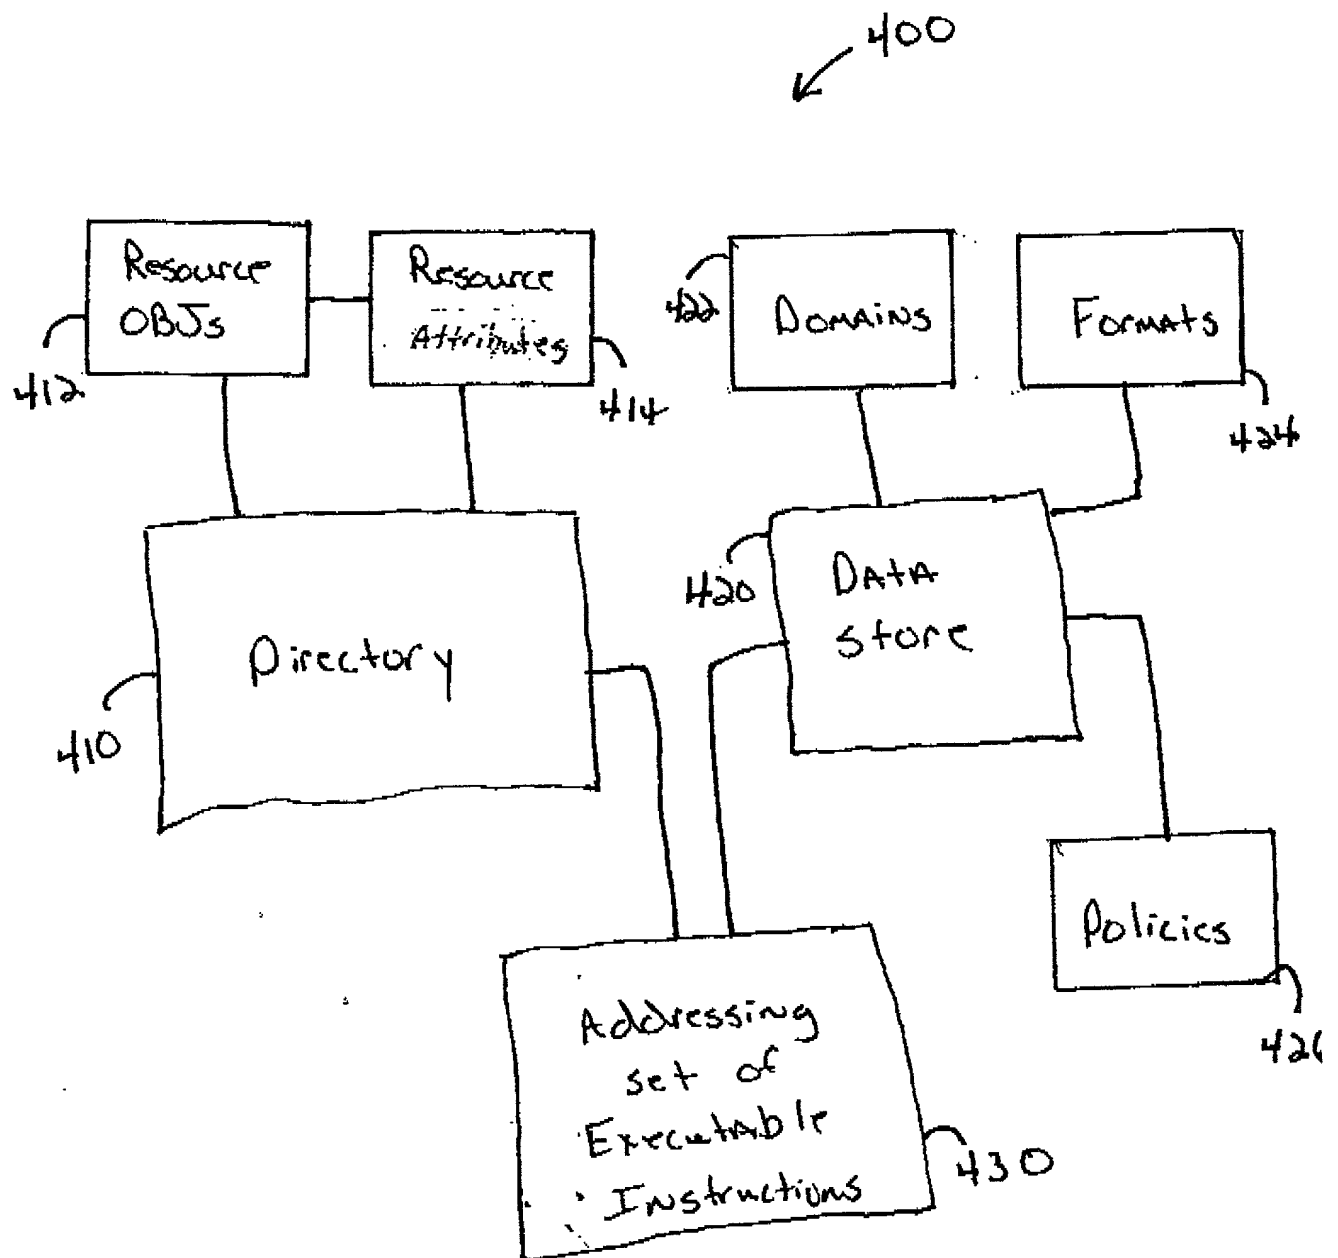 400
Resource
OBJs
Resource
Attributes
Domains
Formats
412
414
422
424
Directory
410
420
Data
store
Policies
Addressing
set of
Executable
Instructions
430